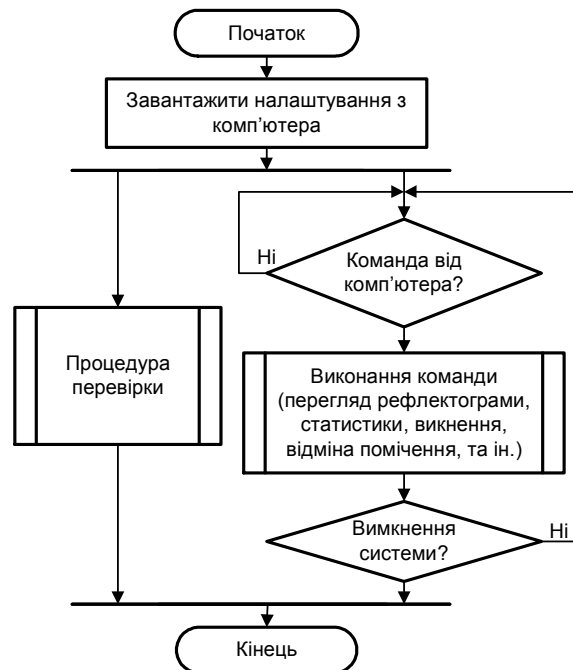 Початок
Завантажити налаштування з
комп’ютера
Ні
Команда від
комп’ютера?
Процедура
перевірки
Виконання команди
(перегляд рефлектограми,
статистики, викнення,
відміна помічення, та ін.)
Вимкнення
системи?
Ні
Кінець